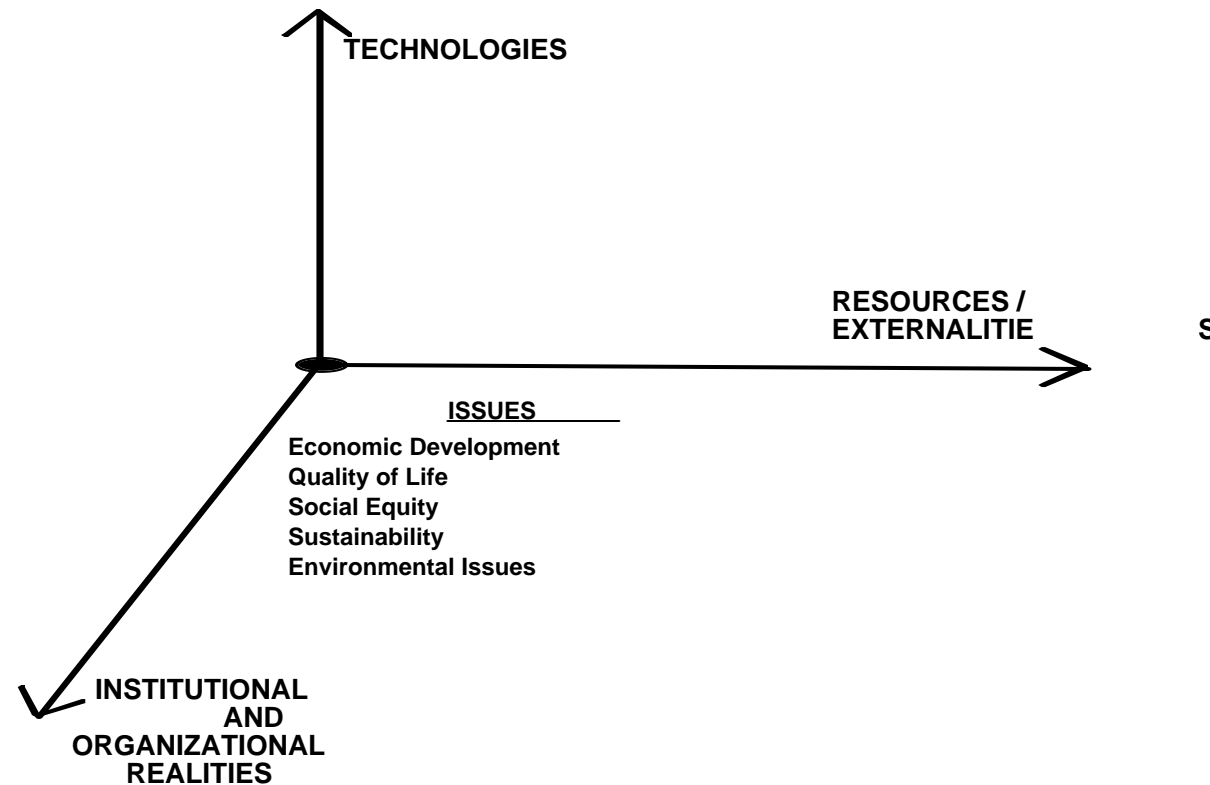 TECHNOLOGIES
RESOURCES /
EXTERNALITIE S
ISSUES
Economic Development
Quality of Life
Social Equity
Sustainability
Environmental Issues
INSTITUTIONAL
AND
ORGANIZATIONAL
REALITIES